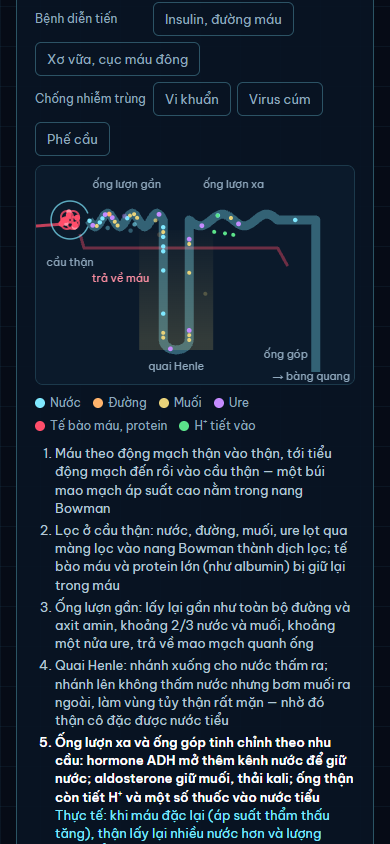 Bệnh diễn tiến
Insulin, đường máu
Xơ vữa, cục máu đông
Chống nhiễm trùng
Vi khuẩn
Virus cúm
Phế cầu
ống lượn gần
ống lượn xa
cầu thận
trả về máu
quai Henle
ống góp
→ bàng quang
Nước
Đường
Muối
Ure
Tế bào máu, protein
H⁺ tiết vào
1. Máu theo động mạch thận vào thận, tới tiểu
động mạch đến rồi vào cầu thận — một búi
mao mạch áp suất cao nằm trong nang
Bowman
2. Lọc ở cầu thận: nước, đường, muối, ure lọt qua
màng lọc vào nang Bowman thành dịch lọc; tế
bào máu và protein lớn (như albumin) bị giữ lại
trong máu
3. Ống lượn gần: lấy lại gần như toàn bộ đường và
axit amin, khoảng 2/3 nước và muối, khoảng
một nửa ure, trả về mao mạch quanh ống
4. Quai Henle: nhánh xuống cho nước thấm ra;
nhánh lên không thấm nước nhưng bơm muối ra
ngoài, làm vùng tủy thận rất mặn — nhờ đó
thận cô đặc được nước tiểu
5. Ống lượn xa và ống góp tinh chỉnh theo nhu
cầu: hormone ADH mở thêm kênh nước để giữ
nước; aldosterone giữ muối, thải kali; ống thận
còn tiết H⁺ và một số thuốc vào nước tiểu
Thực tế: khi máu đặc lại (áp suất thẩm thấu
tăng), thận lấy lại nhiều nước hơn và lượng